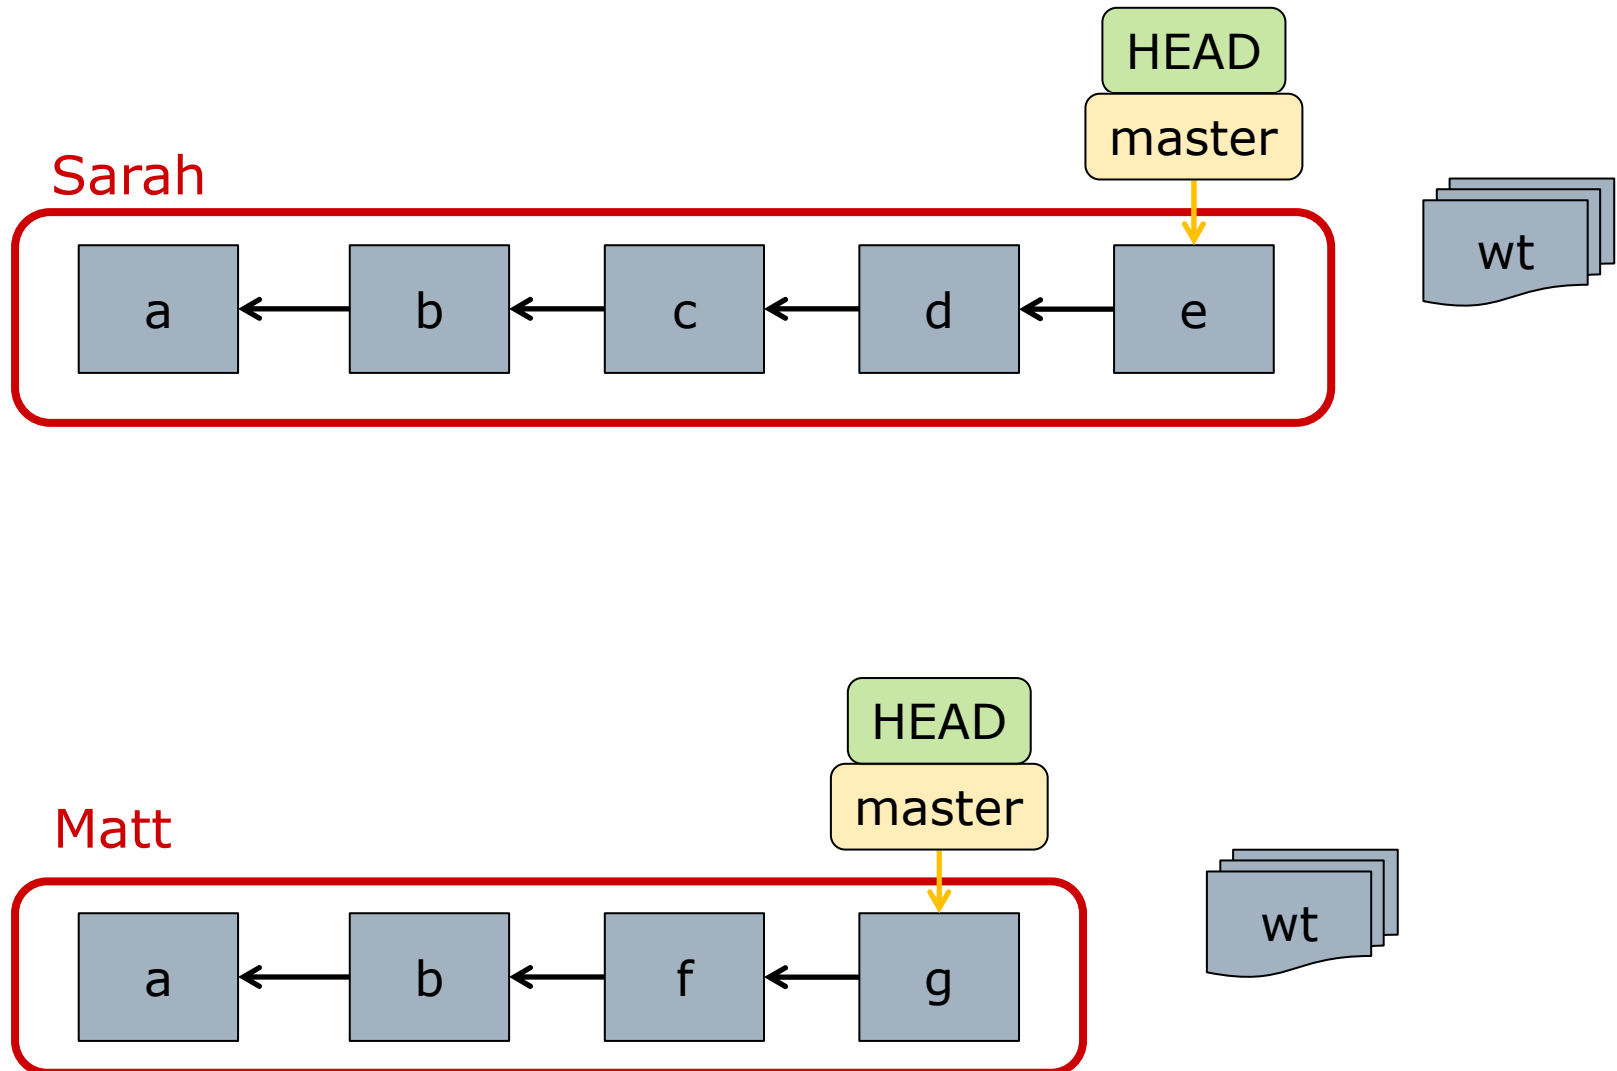 HEAD
master
Sarah
wt
a b c d e
HEAD
master
Matt
wt
a b f g